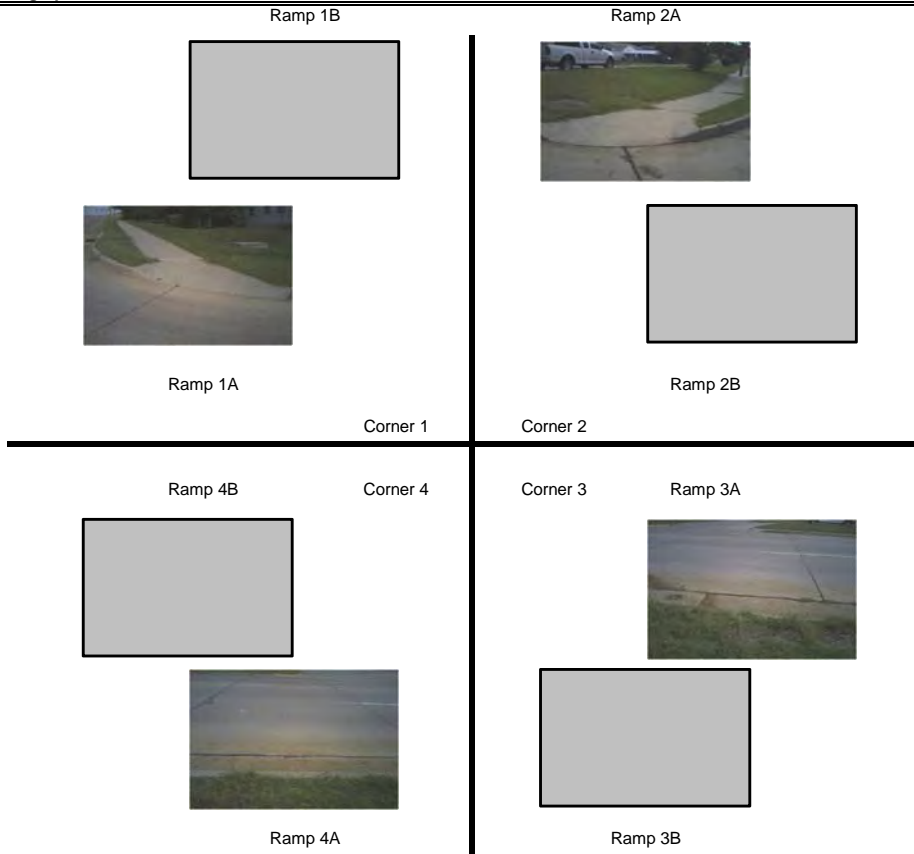 Ramp 1B
Ramp 2A
Ramp 1A
Ramp 2B
Corner 1
Corner 2
Ramp 4B
Corner 4
Corner 3
Ramp 3A
Ramp 4A
Ramp 3B